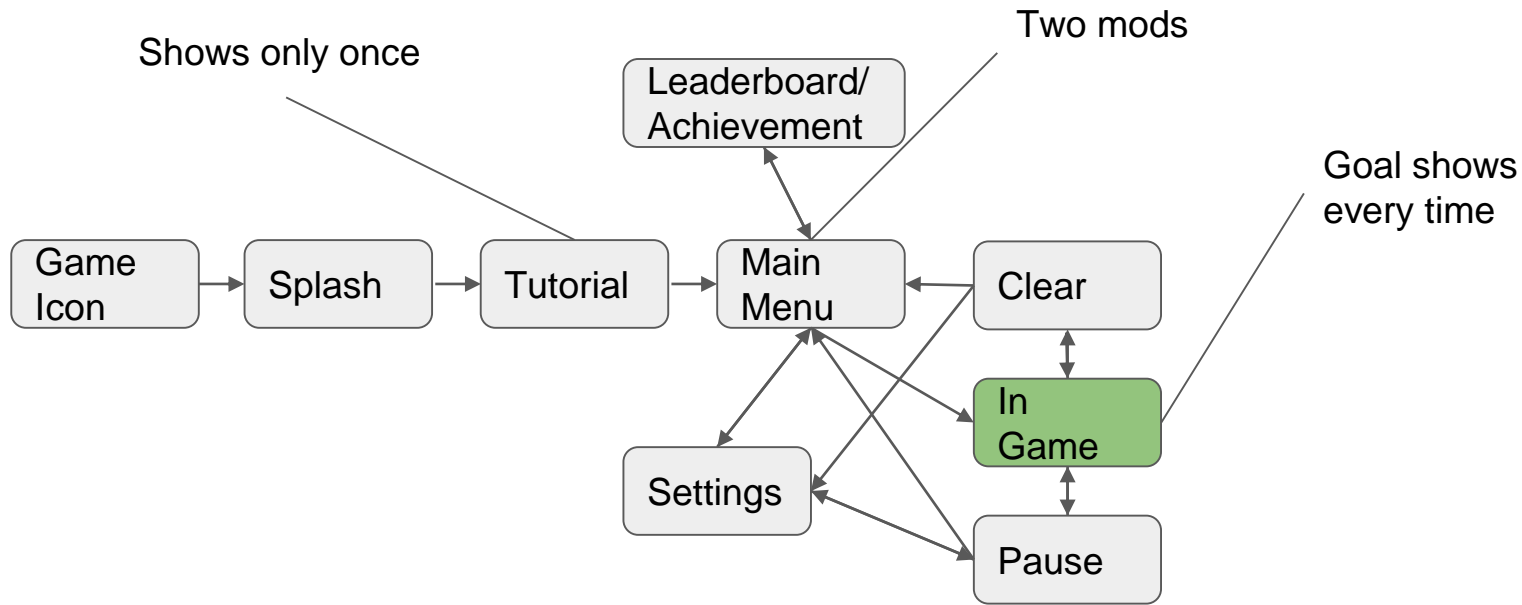 Two mods
Shows only once
Leaderboard/
Achievement
Goal shows
every time
Game
Icon
Splash
Tutorial
Main
Menu
Clear
In
Game
Settings
Pause